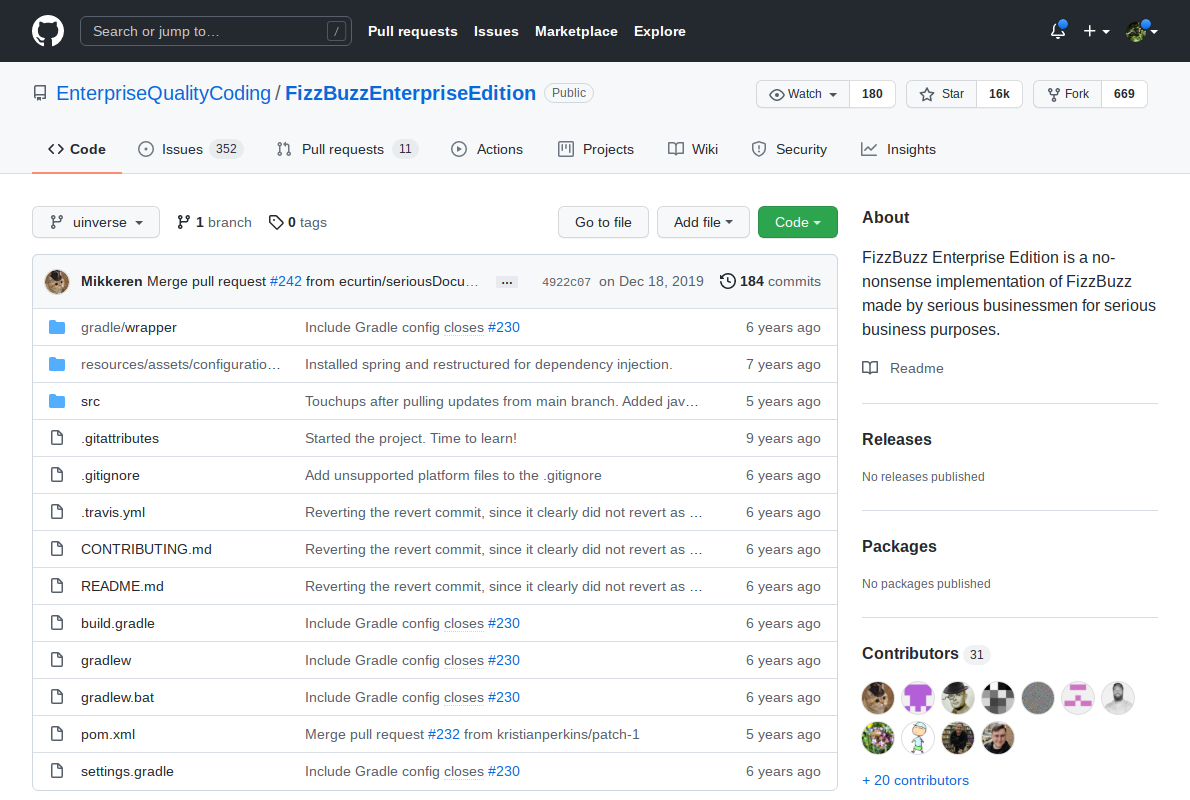 Search or jump to… /
Pull requests Issues Marketplace Explore
EnterpriseQualityCoding / FizzBuzzEnterpriseEdition Public
Watch 180 Star 16k Fork 669
Code Issues 352 Pull requests 11 Actions Projects Wiki Security Insights
uinverse 1 branch 0 tags Go to file Add file Code
Mikkeren Merge pull request #242 from ecurtin/seriousDocu… … 4922c07 on Dec 18, 2019 184 commits
gradle/wrapper Include Gradle config closes #230 6 years ago
resources/assets/configuratio… Installed spring and restructured for dependency injection. 7 years ago
src Touchups after pulling updates from main branch. Added jav… 5 years ago
.gitattributes Started the project. Time to learn! 9 years ago
.gitignore Add unsupported platform files to the .gitignore 6 years ago
.travis.yml Reverting the revert commit, since it clearly did not revert as … 6 years ago
CONTRIBUTING.md Reverting the revert commit, since it clearly did not revert as … 6 years ago
README.md Reverting the revert commit, since it clearly did not revert as … 6 years ago
build.gradle Include Gradle config closes #230 6 years ago
gradlew Include Gradle config closes #230 6 years ago
gradlew.bat Include Gradle config closes #230 6 years ago
pom.xml Merge pull request #232 from kristianperkins/patch-1 5 years ago
settings.gradle Include Gradle config closes #230 6 years ago
About
FizzBuzz Enterprise Edition is a no-
nonsense implementation of FizzBuzz
made by serious businessmen for serious
business purposes.
Readme
Releases
No releases published
Packages
No packages published
Contributors 31
+ 20 contributors